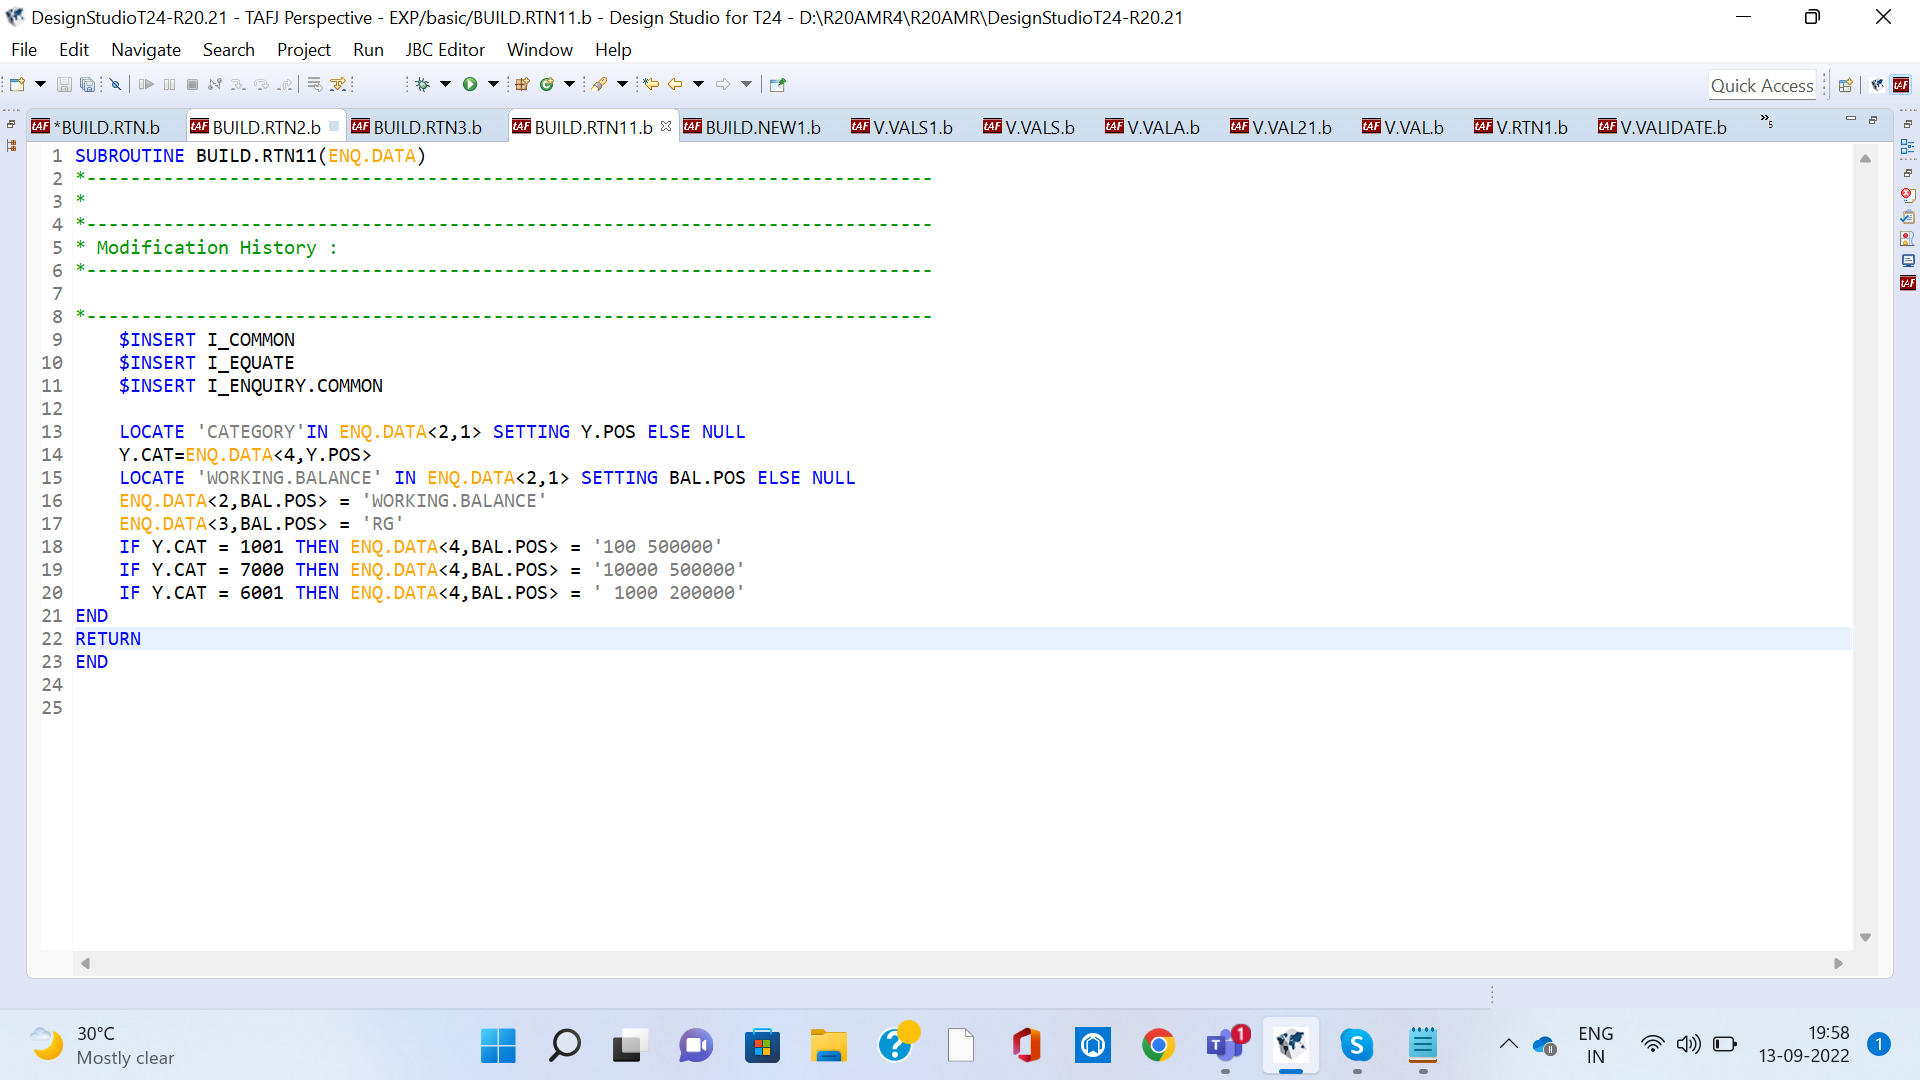 DesignStudioT24-R20.21 - TAFJ Perspective - EXP/basic/BUILD.RTN11.b - Design Studio for T24 - D:\R20AMR4\R20AMR\DesignStudioT24-R20.21
File Edit Navigate Search Project Run JBC Editor Window Help
Quick Access
*BUILD.RTN.b BUILD.RTN2.b BUILD.RTN3.b BUILD.RTN11.b BUILD.NEW1.b V.VALS1.b V.VALS.b V.VALA.b V.VAL21.b V.VAL.b V.RTN1.b V.VALIDATE.b »5
1 SUBROUTINE BUILD.RTN11(ENQ.DATA)
2 *-----------------------------------------------------------------------------
3 *
4 *-----------------------------------------------------------------------------
5 * Modification History :
6 *-----------------------------------------------------------------------------
7
8 *-----------------------------------------------------------------------------
9 $INSERT I_COMMON
10 $INSERT I_EQUATE
11 $INSERT I_ENQUIRY.COMMON
12
13 LOCATE 'CATEGORY'IN ENQ.DATA<2,1> SETTING Y.POS ELSE NULL
14 Y.CAT=ENQ.DATA<4,Y.POS>
15 LOCATE 'WORKING.BALANCE' IN ENQ.DATA<2,1> SETTING BAL.POS ELSE NULL
16 ENQ.DATA<2,BAL.POS> = 'WORKING.BALANCE'
17 ENQ.DATA<3,BAL.POS> = 'RG'
18 IF Y.CAT = 1001 THEN ENQ.DATA<4,BAL.POS> = '100 500000'
19 IF Y.CAT = 7000 THEN ENQ.DATA<4,BAL.POS> = '10000 500000'
20 IF Y.CAT = 6001 THEN ENQ.DATA<4,BAL.POS> = ' 1000 200000'
21 END
22 RETURN
23 END
24
25
30°C
Mostly clear
1
ENG
IN
19:58
13-09-2022
1